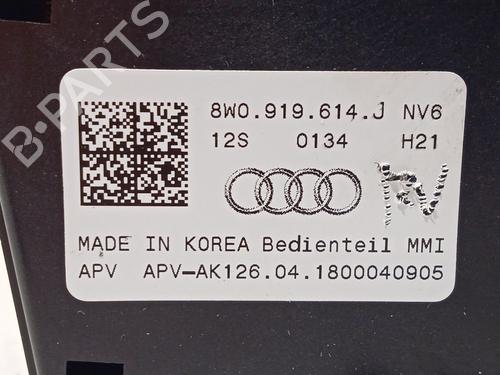 B-PARTS
8W0.919.614.J NV6
12S 0134 H21
MADE IN KOREA Bedienteil MMI
APV APV-AK126.04.1800040905